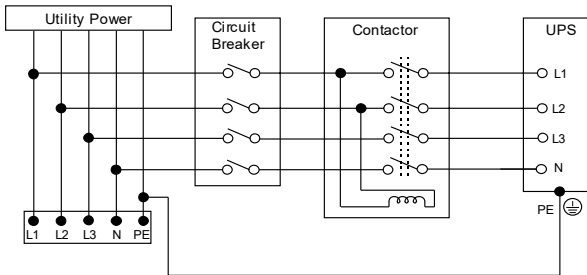 Utility Power
Circuit
Breaker
Contactor
UPS
L1
L2
L3
N
PE
L1 L2 L3 N PE